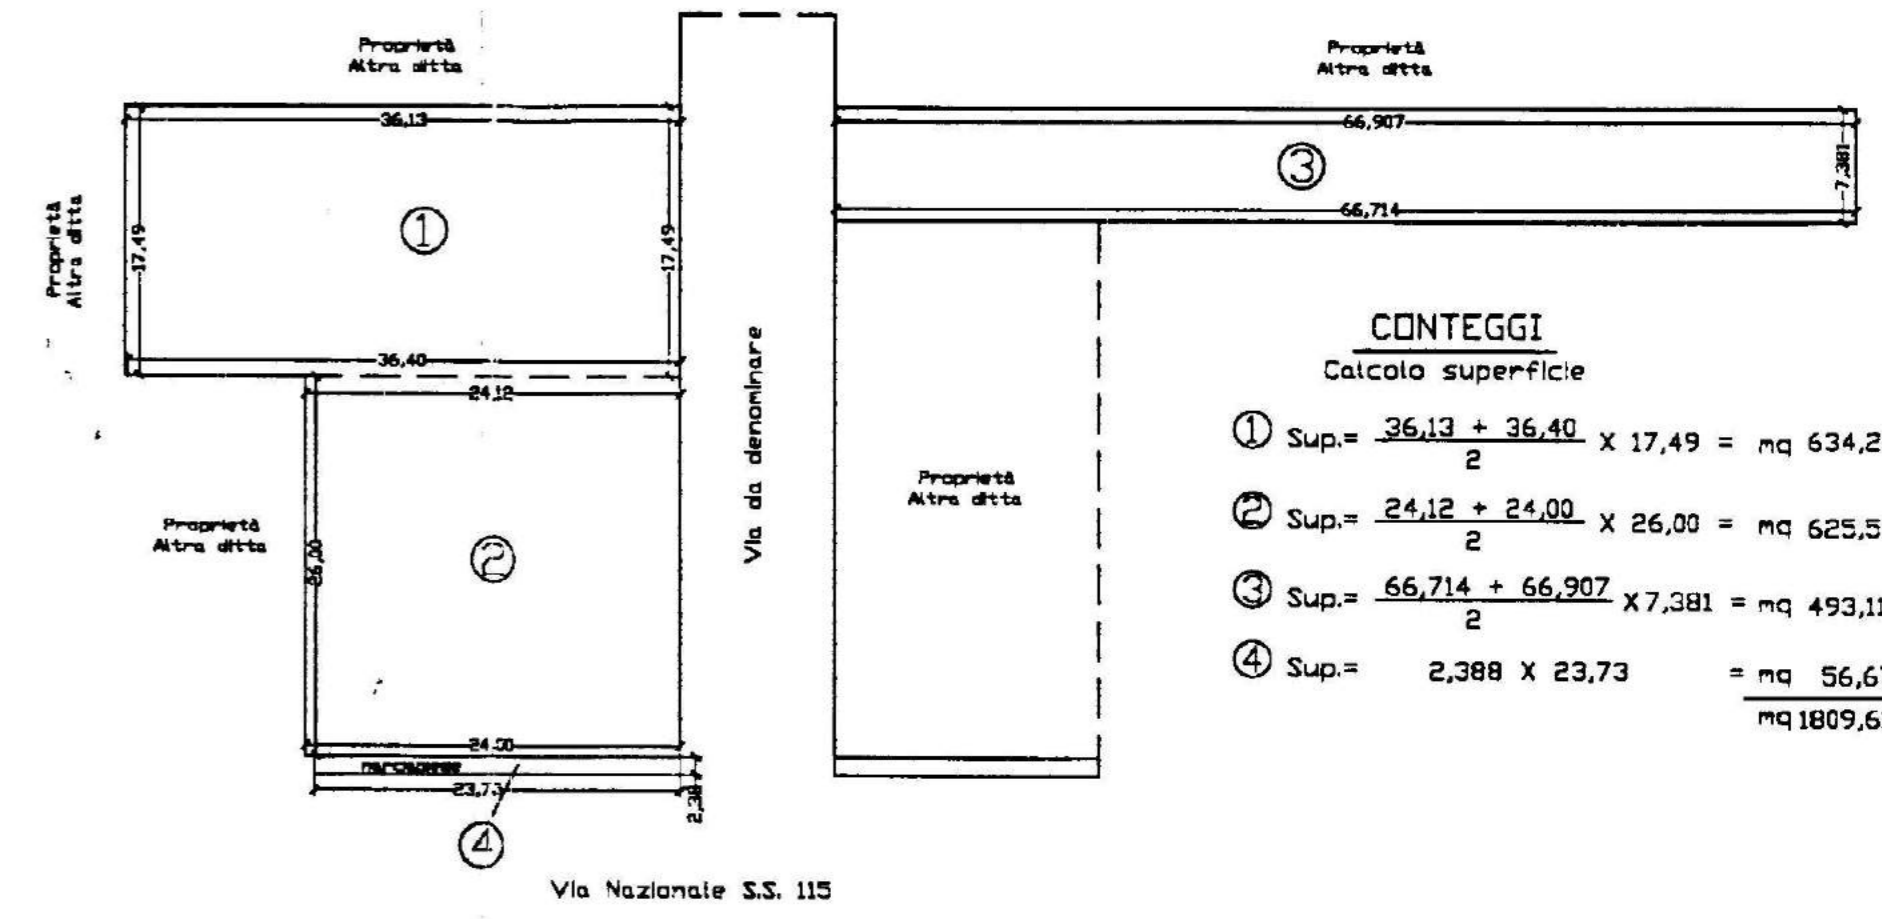 Proprietà
Altra ditta
Proprietà
Altra ditta
36,13
66,907
③
7,381
66,714
①
Proprietà
Altra ditta
17,49
17,49
36,40
24,12
CONTEGGI
Calcolo superficie
① Sup.= 36,13 + 36,40 / 2 X 17,49 = mq 634,2
② Sup.= 24,12 + 24,00 / 2 X 26,00 = mq 625,5
③ Sup.= 66,714 + 66,907 / 2 X 7,381 = mq 493,11
④ Sup.= 2,388 X 23,73 = mq 56,6
mq 1809,6
Via da denominare
Proprietà
Altra ditta
Proprietà
Altra ditta
26,00
②
24,00
marciapiede
23,73
2,38
④
Via Nazionale S.S. 115